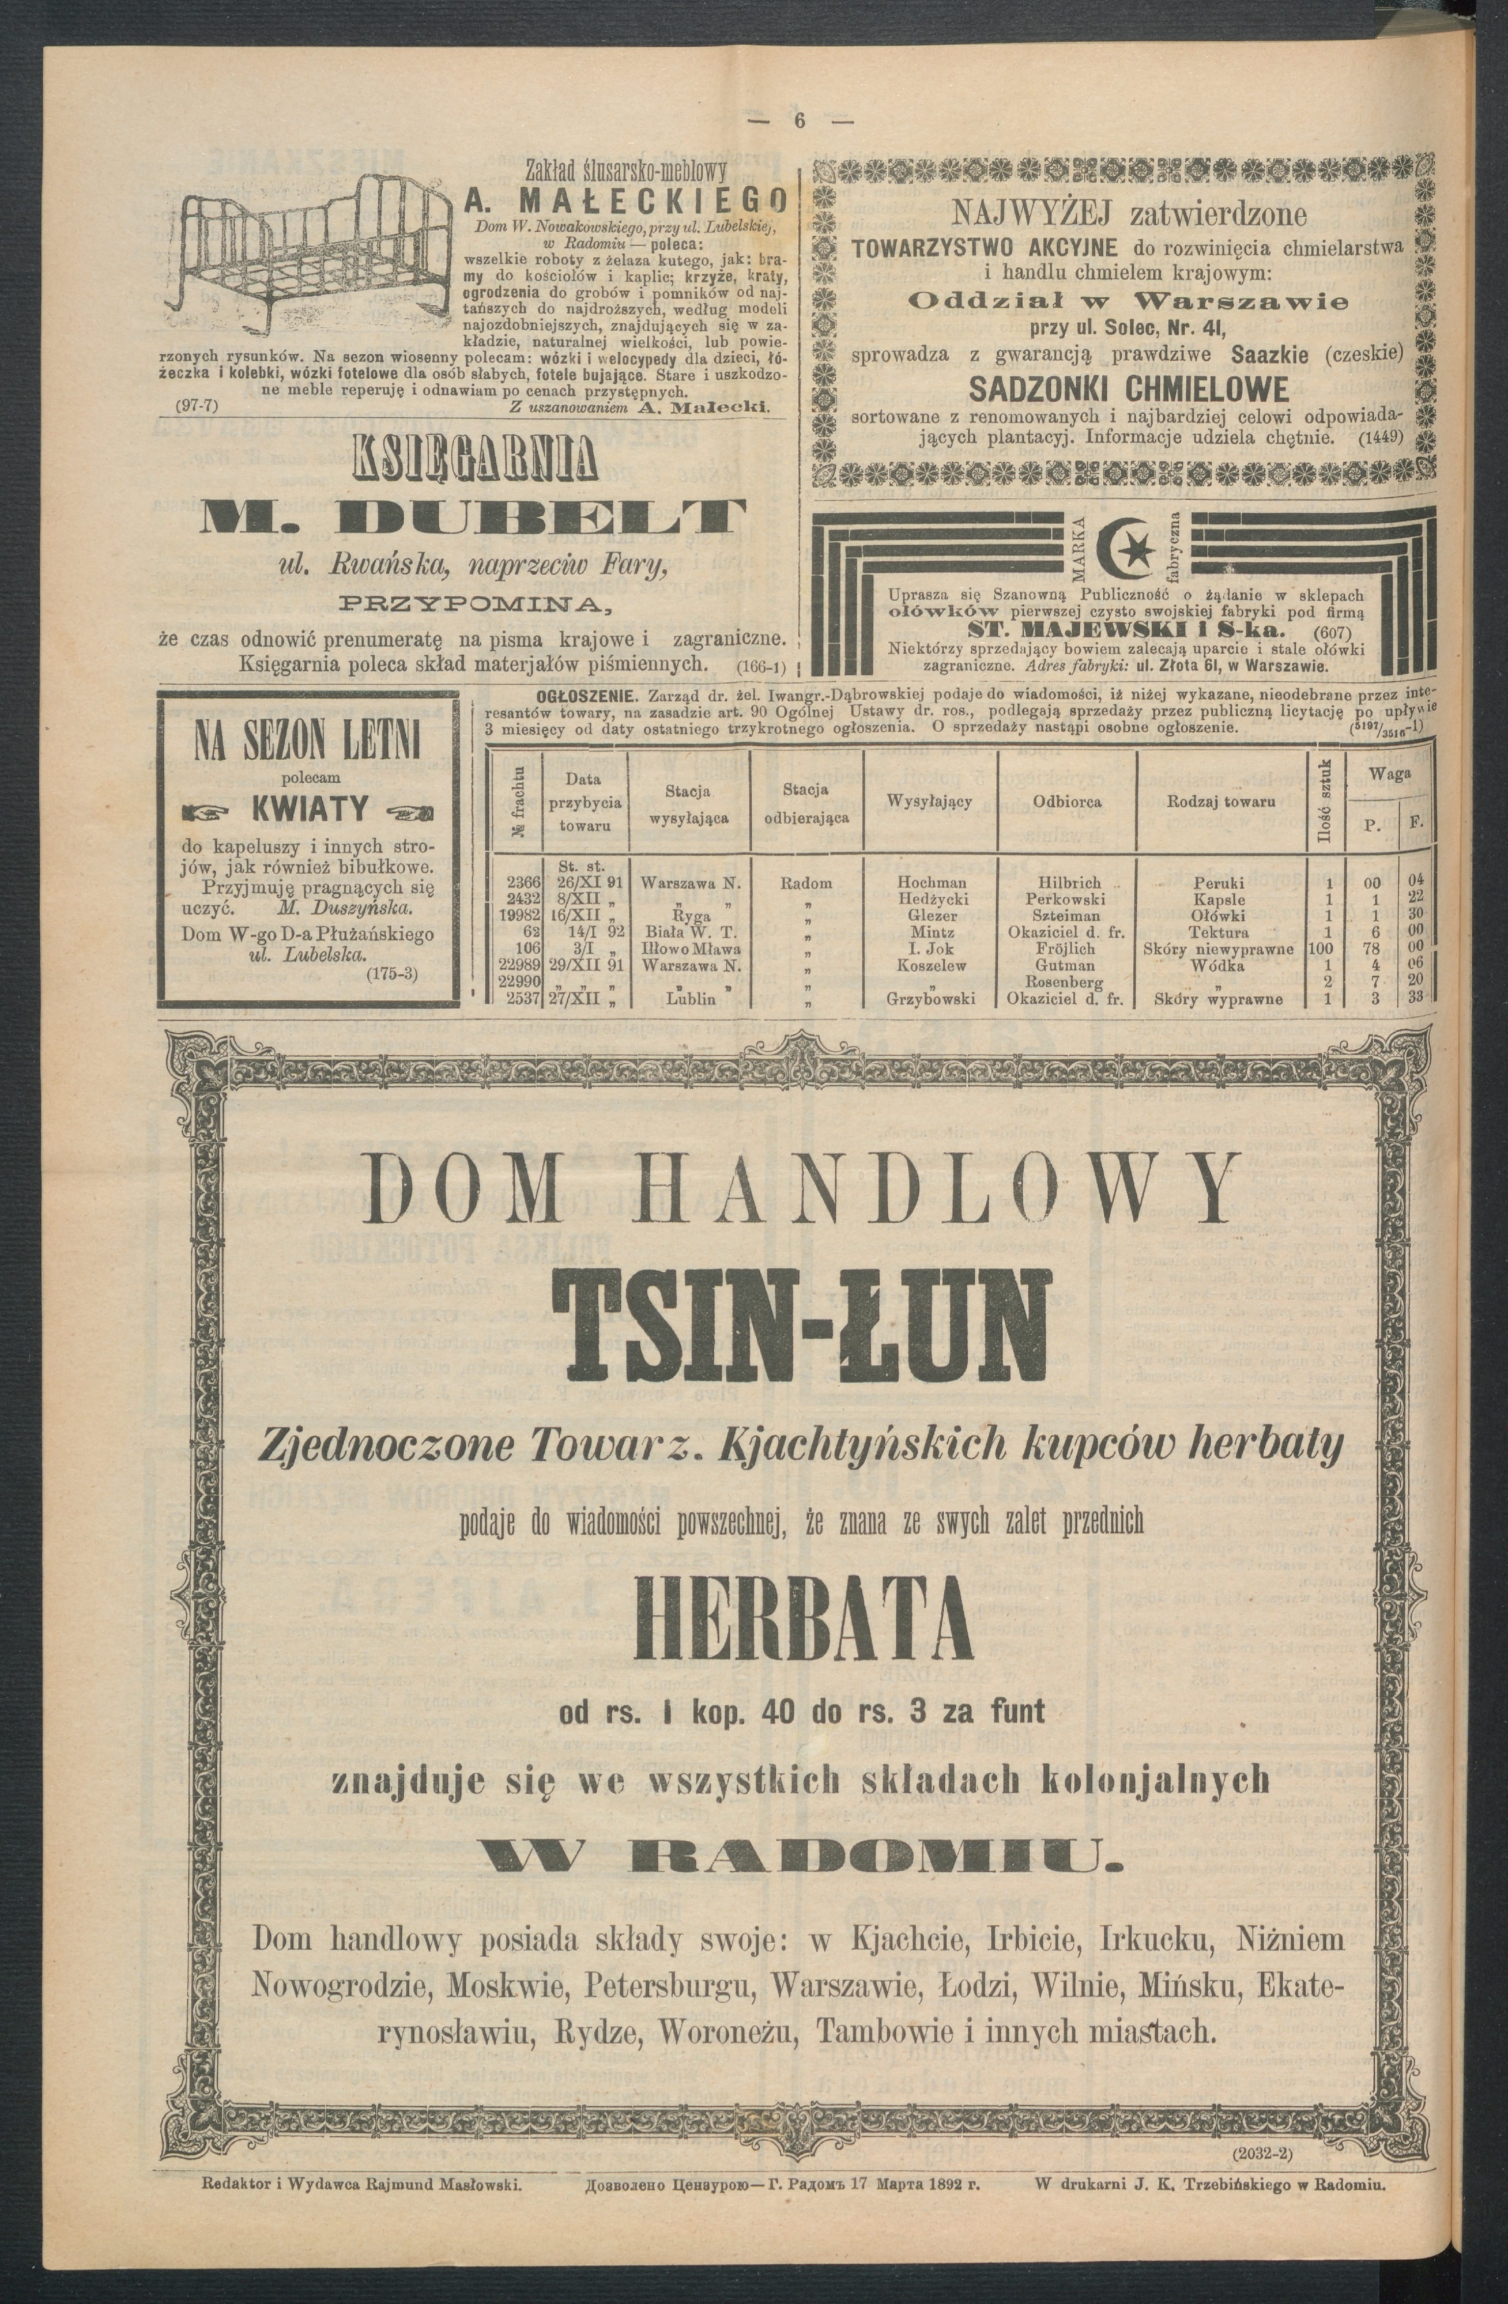 — 6 —
Zakład ślusarsko-meblowy
A. MAŁECKIEGO
Dom W. Nowakowskiego, przy ul. Lubelskiej,
w Radomiu — poleca:
wszelkie roboty z żelaza kutego, jak: bra-
my do kościołów i kaplic; krzyże, kraty,
ogrodzenia do grobów i pomników od naj-
tańszych do najdroższych, według modeli
najozdobniejszych, znajdujących się w za-
kładzie, naturalnej wielkości, lub powie-
rzonych rysunków. Na sezon wiosenny polecam: wózki i welocypedy dla dzieci, łó-
żeczka i kolebki, wózki fotelowe dla osób słabych, fotele bujające. Stare i uszkodzo-
ne meble reperuję i odnawiam po cenach przystępnych.
(97-7) Z uszanowaniem A. Małecki.
KSIĘGARNIA
M. DUBELT
ul. Rwańska, naprzeciw Fary,
PRZYPOMINA,
że czas odnowić prenumeratę na pisma krajowe i zagraniczne.
Księgarnia poleca skład materjałów piśmiennych. (166-1)
NAJWYŻEJ zatwierdzone
TOWARZYSTWO AKCYJNE do rozwinięcia chmielarstwa
i handlu chmielem krajowym:
Oddział w Warszawie
przy ul. Solec, Nr. 41,
sprowadza z gwarancją prawdziwe Saazkie (czeskie)
SADZONKI CHMIELOWE
sortowane z renomowanych i najbardziej celowi odpowiada-
jących plantacyj. Informacje udziela chętnie. (1449)
MARKA fabryczna
Uprasza się Szanowną Publiczność o żądanie w sklepach
ołówków pierwszej czysto swojskiej fabryki pod firmą
ST. MAJEWSKI i S-ka. (607)
Niektórzy sprzedający bowiem zalecają uparcie i stale ołówki
zagraniczne. Adres fabryki: ul. Złota 61, w Warszawie.
NA SEZON LETNI
polecam
KWIATY
do kapeluszy i innych stro-
jów, jak również bibułkowe.
Przyjmuję pragnących się
uczyć. M. Duszyńska.
Dom W-go D-a Płużańskiego
ul. Lubelska.
(175-3)
OGŁOSZENIE. Zarząd dr. żel. Iwangr.-Dąbrowskiej podaje do wiadomości, iż niżej wykazane, nieodebrane przez inte-
resantów towary, na zasadzie art. 90 Ogólnej Ustawy dr. ros., podlegają sprzedaży przez publiczną licytację po upływie
3 miesięcy od daty ostatniego trzykrotnego ogłoszenia. O sprzedaży nastąpi osobne ogłoszenie. (5197/3516-1)
№ frachtu Data przybycia towaru Stacja wysyłająca Stacja odbierająca Wysyłający Odbiorca Rodzaj towaru Ilość sztuk Waga P. F.
St. st.
2366 26/XI 91 Warszawa N. Radom Hochman Hilbrich Peruki 1 00 04
2432 8/XII „ „ „ „ Hedżycki Perkowski Kapsle 1 1 22
19982 16/XII „ Ryga „ Glezer Szteiman Ołówki 1 1 30
62 14/I 92 Biała W. T. „ Mintz Okaziciel d. fr. Tektura 1 6 00
106 3/I „ Iłłowo Mława „ I. Jok Fröjlich Skóry niewyprawne 100 78 00
22989 29/XII 91 Warszawa N. „ Koszelew Gutman Wódka 1 4 06
22990 „ „ „ „ „ „ „ Rosenberg „ 2 7 20
2537 27/XII „ Lublin „ Grzybowski Okaziciel d. fr. Skóry wyprawne 1 3 33
DOM HANDLOWY
TSIN-ŁUN
Zjednoczone Towarz. Kjachtyńskich kupców herbaty
podaje do wiadomości powszechnej, że znana ze swych zalet przednich
HERBATA
od rs. 1 kop. 40 do rs. 3 za funt
znajduje się we wszystkich składach kolonjalnych
W RADOMIU.
Dom handlowy posiada składy swoje: w Kjachcie, Irbicie, Irkucku, Niżniem
Nowogrodzie, Moskwie, Petersburgu, Warszawie, Łodzi, Wilnie, Mińsku, Ekate-
rynosławiu, Rydze, Woroneżu, Tambowie i innych miastach.
(2032-2)
Redaktor i Wydawca Rajmund Masłowski. Дозволено Цензурою—Г. Радомъ 17 Марта 1892 г. W drukarni J. K. Trzebińskiego w Radomiu.